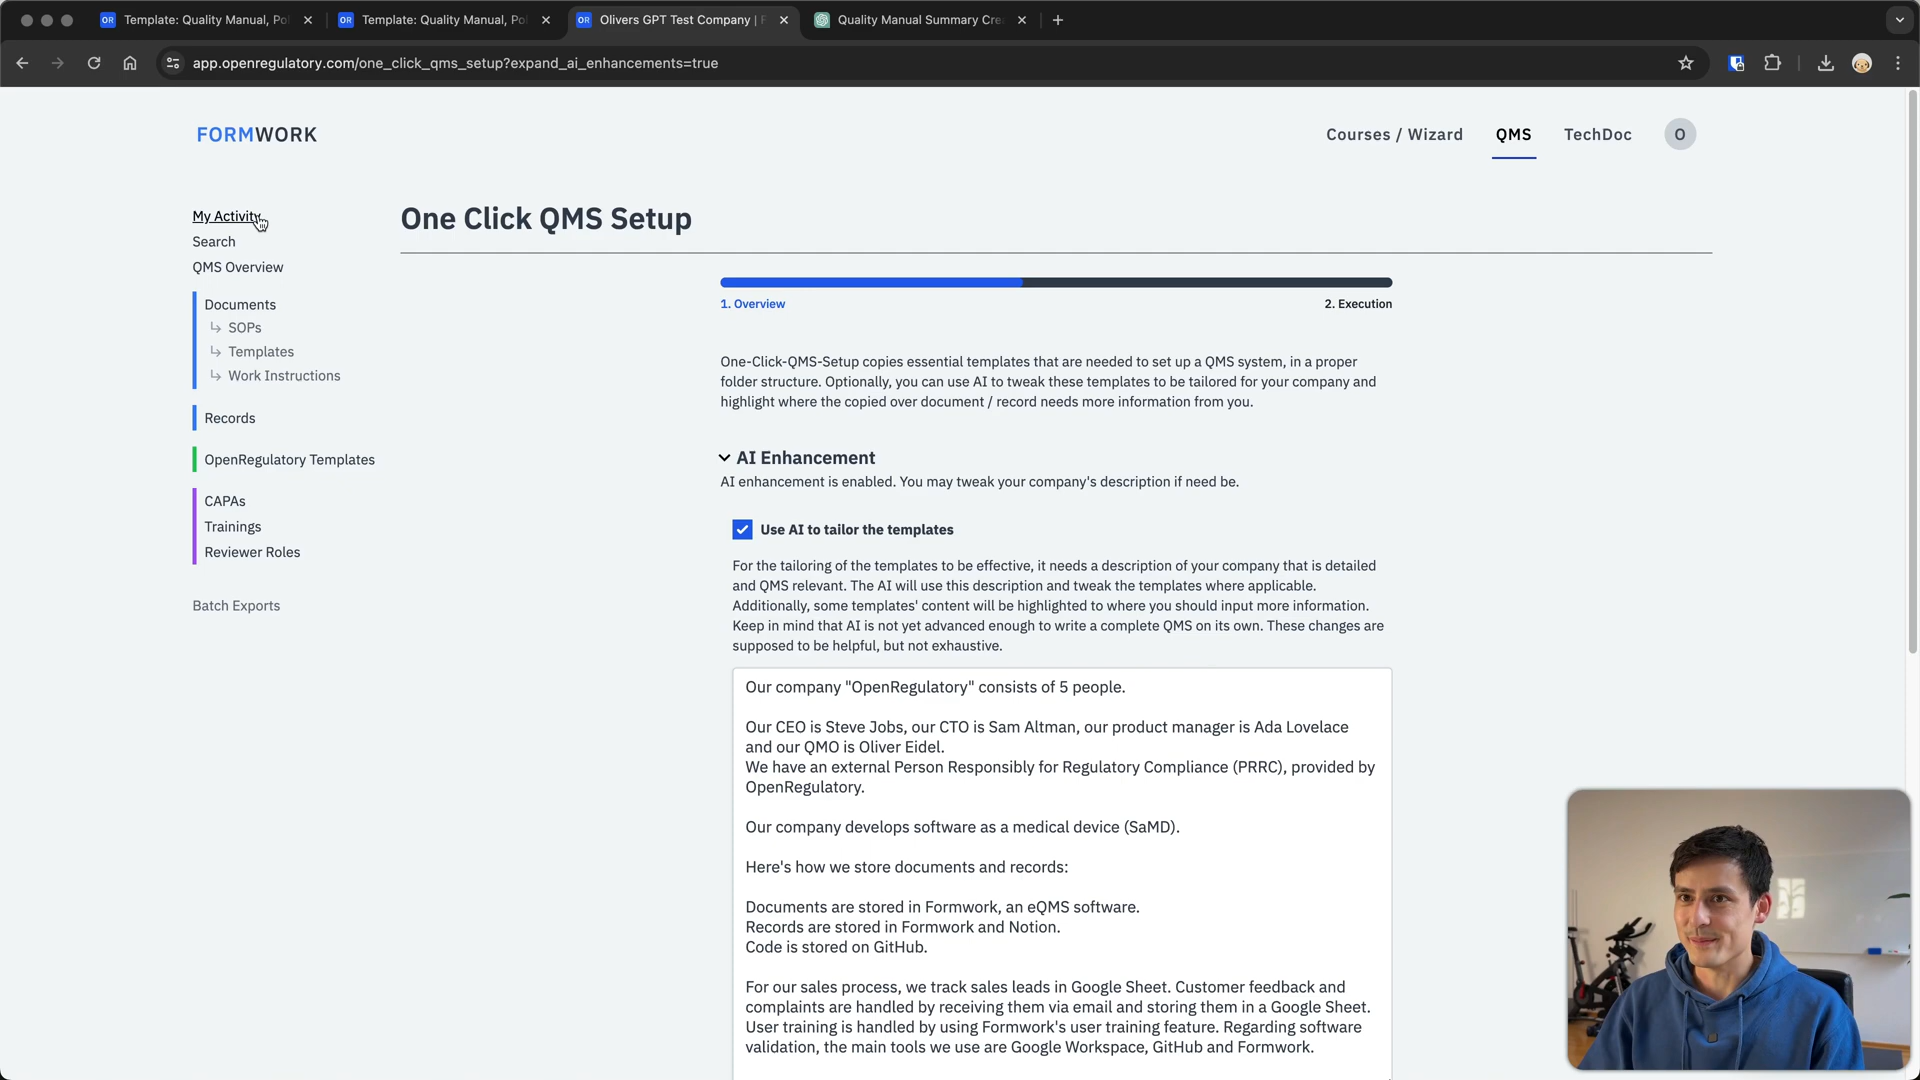 Template: Quality Manual, Po
Template: Quality Manual, Po
Olivers GPT Test Company |
Quality Manual Summary Cre
app.openregulatory.com/one_click_qms_setup?expand_ai_enhancements=true
FORMWORK
Courses / Wizard
QMS
TechDoc
O
My Activity
Search
QMS Overview
Documents
↳ SOPs
↳ Templates
↳ Work Instructions
Records
OpenRegulatory Templates
CAPAs
Trainings
Reviewer Roles
Batch Exports
One Click QMS Setup
1. Overview
2. Execution
One-Click-QMS-Setup copies essential templates that are needed to set up a QMS system, in a proper
folder structure. Optionally, you can use AI to tweak these templates to be tailored for your company and
highlight where the copied over document / record needs more information from you.
AI Enhancement
AI enhancement is enabled. You may tweak your company's description if need be.
Use AI to tailor the templates
For the tailoring of the templates to be effective, it needs a description of your company that is detailed
and QMS relevant. The AI will use this description and tweak the templates where applicable.
Additionally, some templates' content will be highlighted to where you should input more information.
Keep in mind that AI is not yet advanced enough to write a complete QMS on its own. These changes are
supposed to be helpful, but not exhaustive.
Our company "OpenRegulatory" consists of 5 people.
Our CEO is Steve Jobs, our CTO is Sam Altman, our product manager is Ada Lovelace
and our QMO is Oliver Eidel.
We have an external Person Responsibly for Regulatory Compliance (PRRC), provided by
OpenRegulatory.
Our company develops software as a medical device (SaMD).
Here's how we store documents and records:
Documents are stored in Formwork, an eQMS software.
Records are stored in Formwork and Notion.
Code is stored on GitHub.
For our sales process, we track sales leads in Google Sheet. Customer feedback and
complaints are handled by receiving them via email and storing them in a Google Sheet.
User training is handled by using Formwork's user training feature. Regarding software
validation, the main tools we use are Google Workspace, GitHub and Formwork.